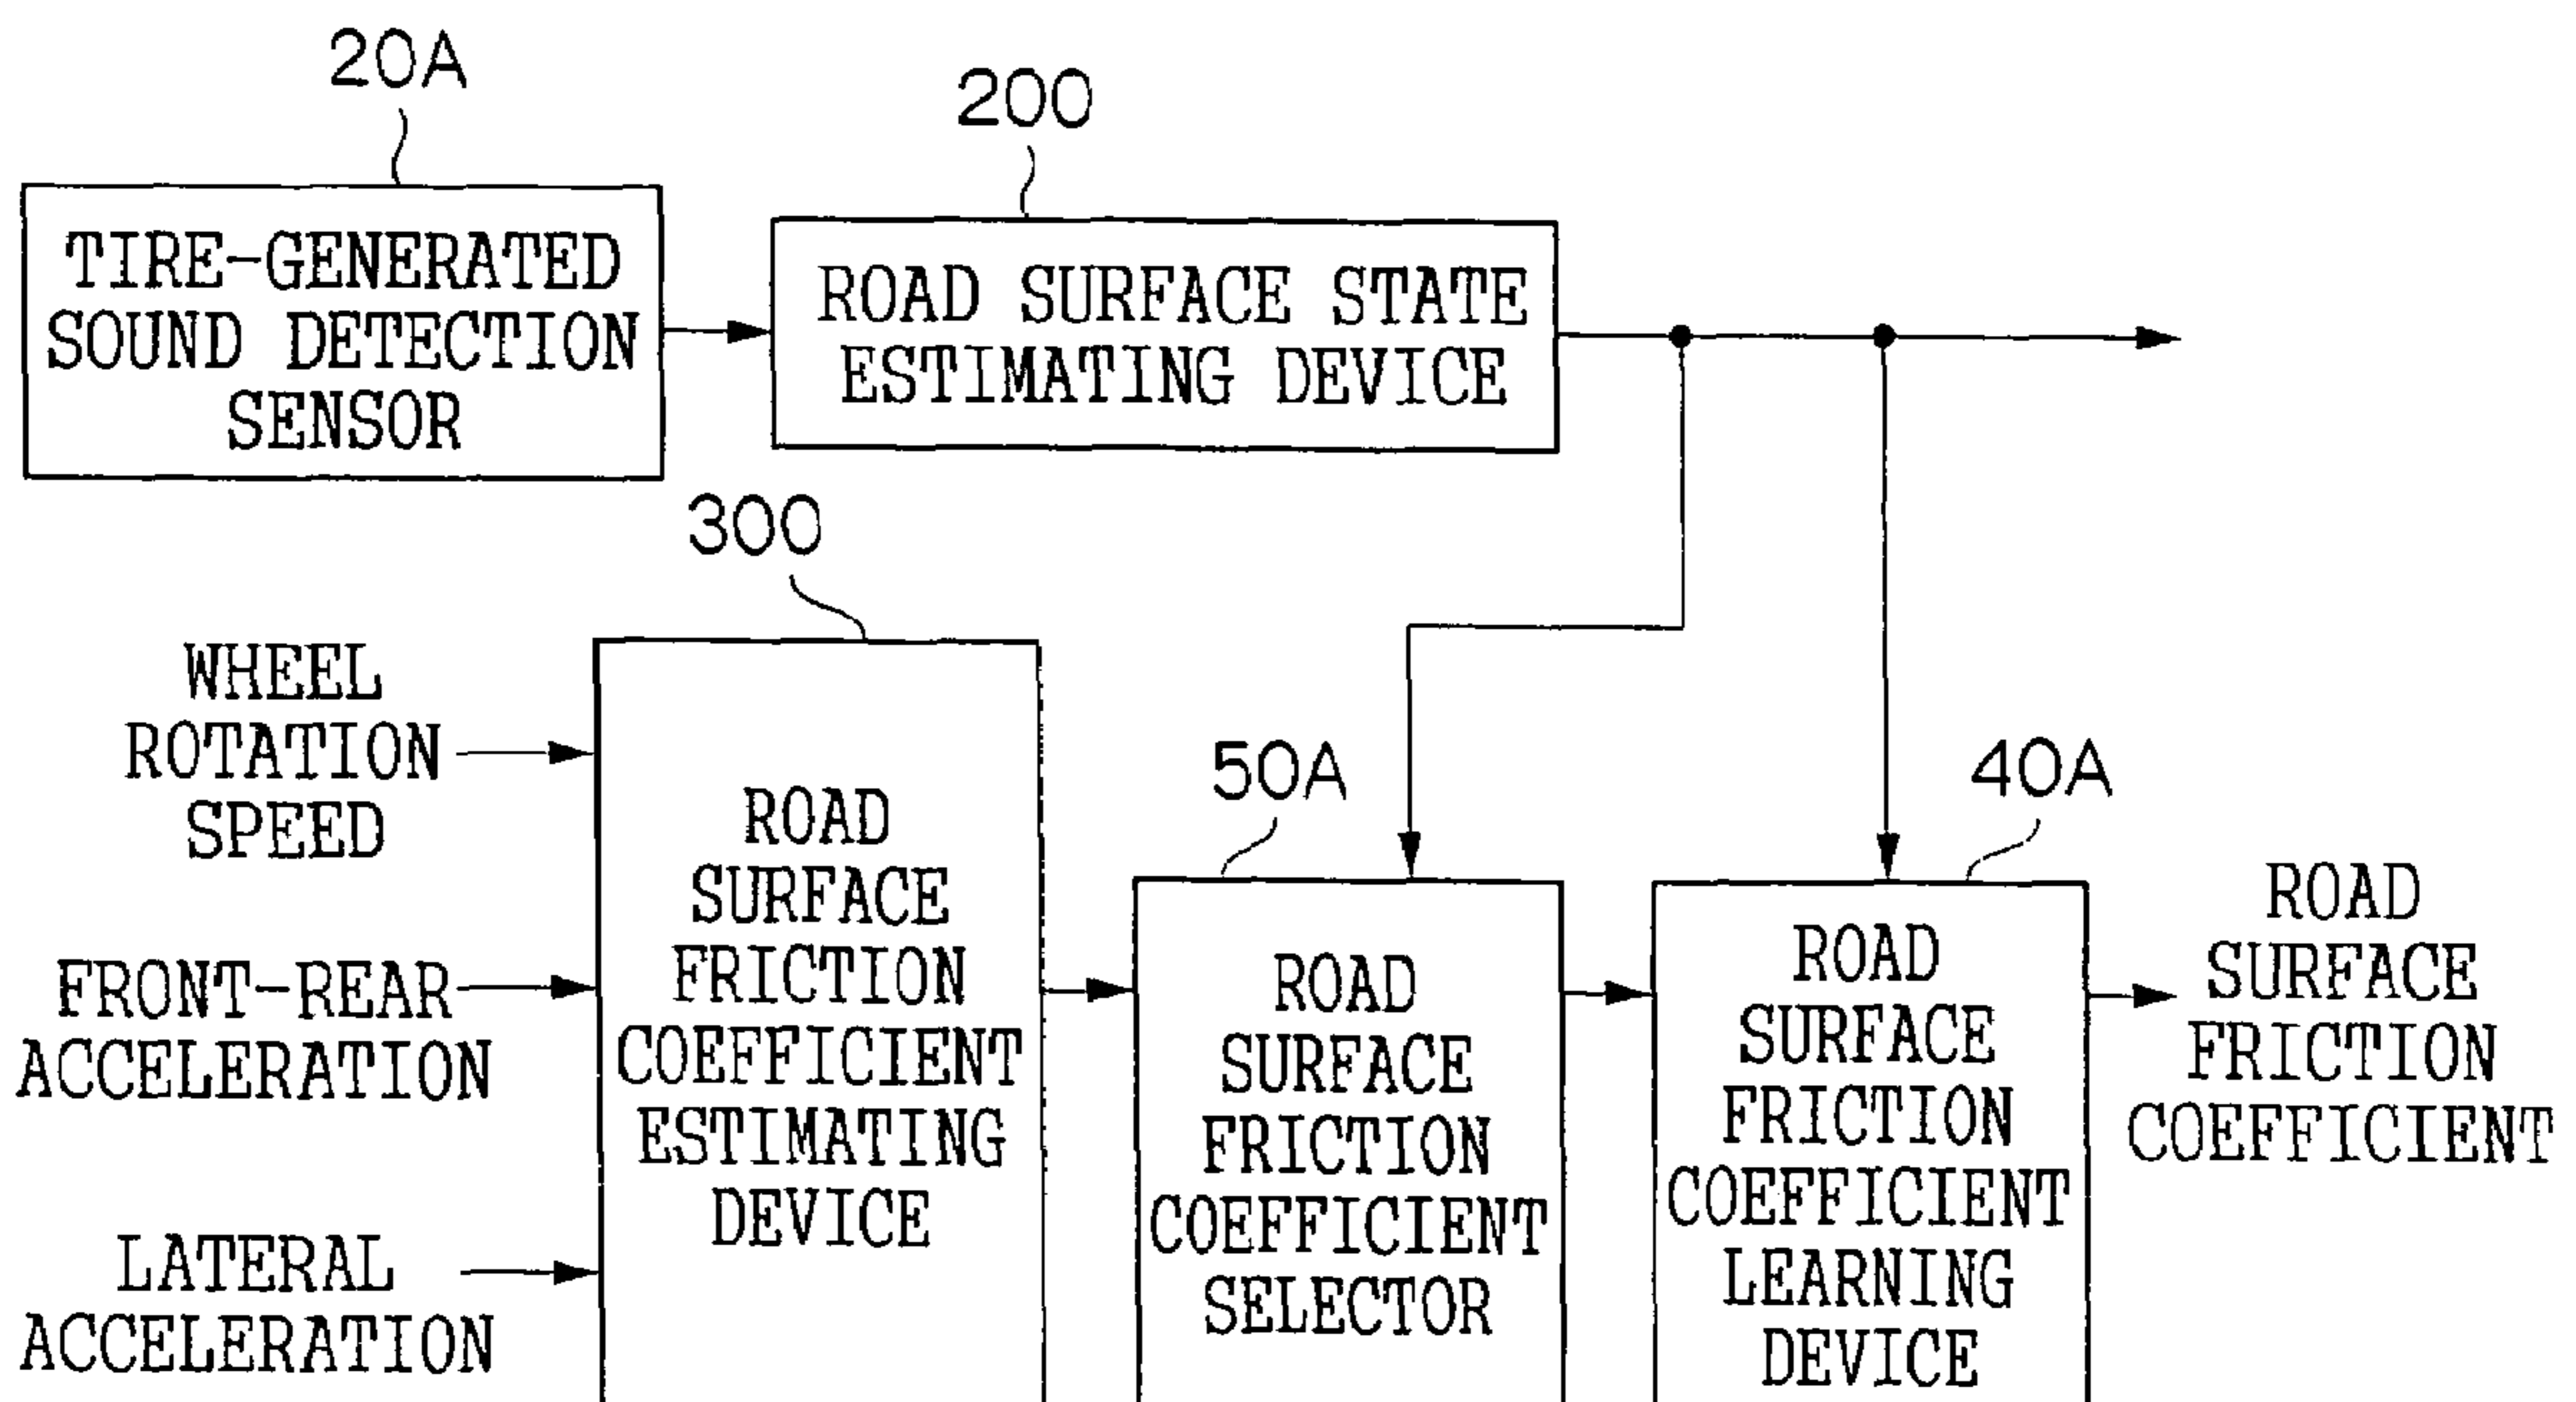 20A
TIRE-GENERATED
SOUND DETECTION
SENSOR
200
ROAD SURFACE STATE
ESTIMATING DEVICE
300
WHEEL
ROTATION
SPEED
FRONT-REAR
ACCELERATION
LATERAL
ACCELERATION
ROAD
SURFACE
FRICTION
COEFFICIENT
ESTIMATING
DEVICE
50A
ROAD
SURFACE
FRICTION
COEFFICIENT
SELECTOR
40A
ROAD
SURFACE
FRICTION
COEFFICIENT
LEARNING
DEVICE
ROAD
SURFACE
FRICTION
COEFFICIENT